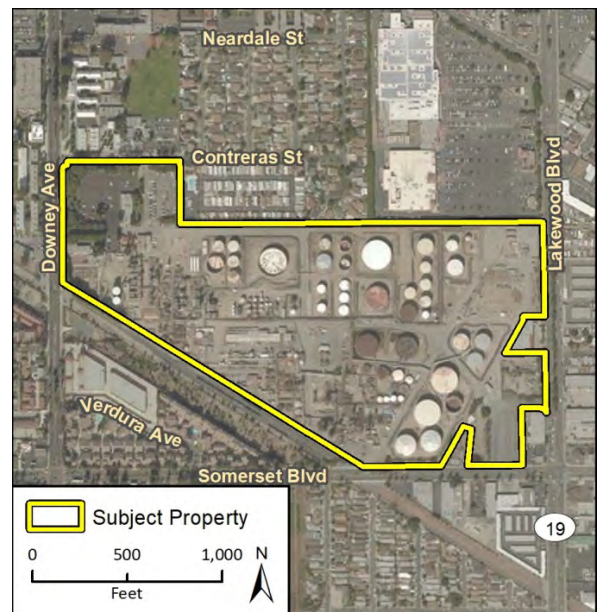 Neardale St
Contreras St
Downey Ave
Lakewood Blvd
Verdura Ave
Somerset Blvd
19
Subject Property
0 500 1,000
Feet
N